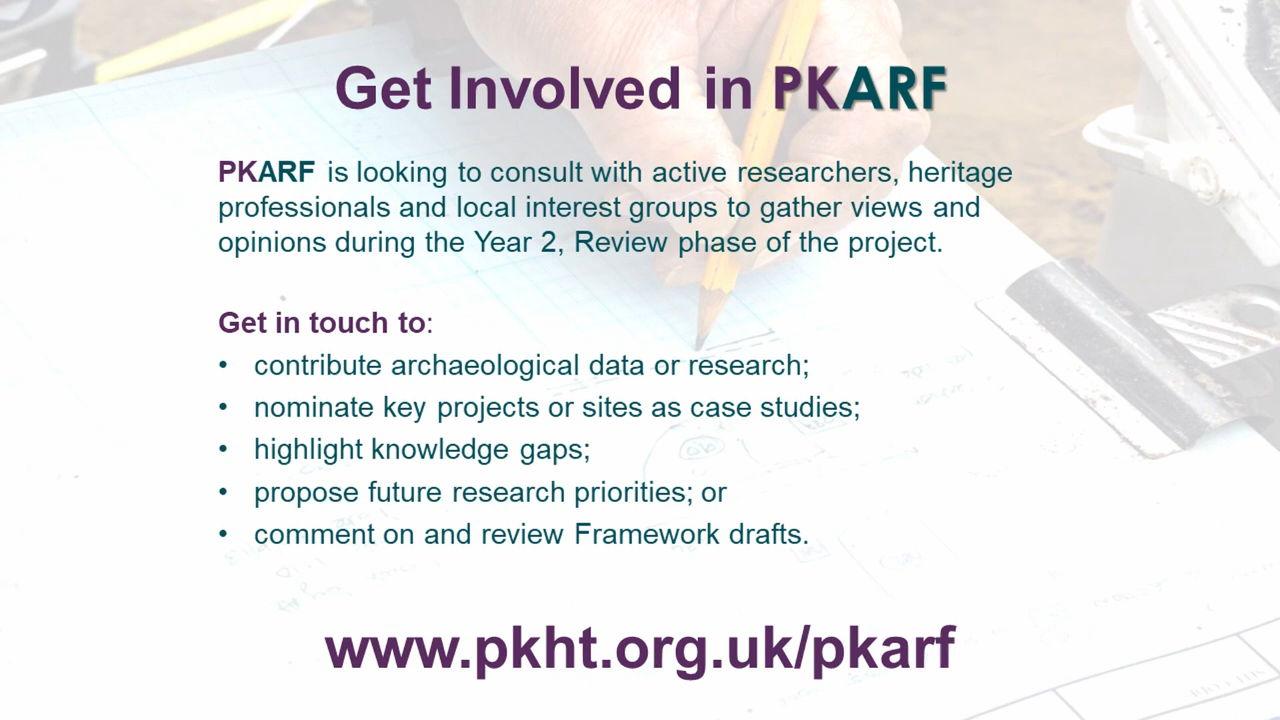 Get Involved in PKARF
PKARF is looking to consult with active researchers, heritage
professionals and local interest groups to gather views and
opinions during the Year 2, Review phase of the project.
Get in touch to:
• contribute archaeological data or research;
• nominate key projects or sites as case studies;
• highlight knowledge gaps;
• propose future research priorities; or
• comment on and review Framework drafts.
www.pkht.org.uk/pkarf